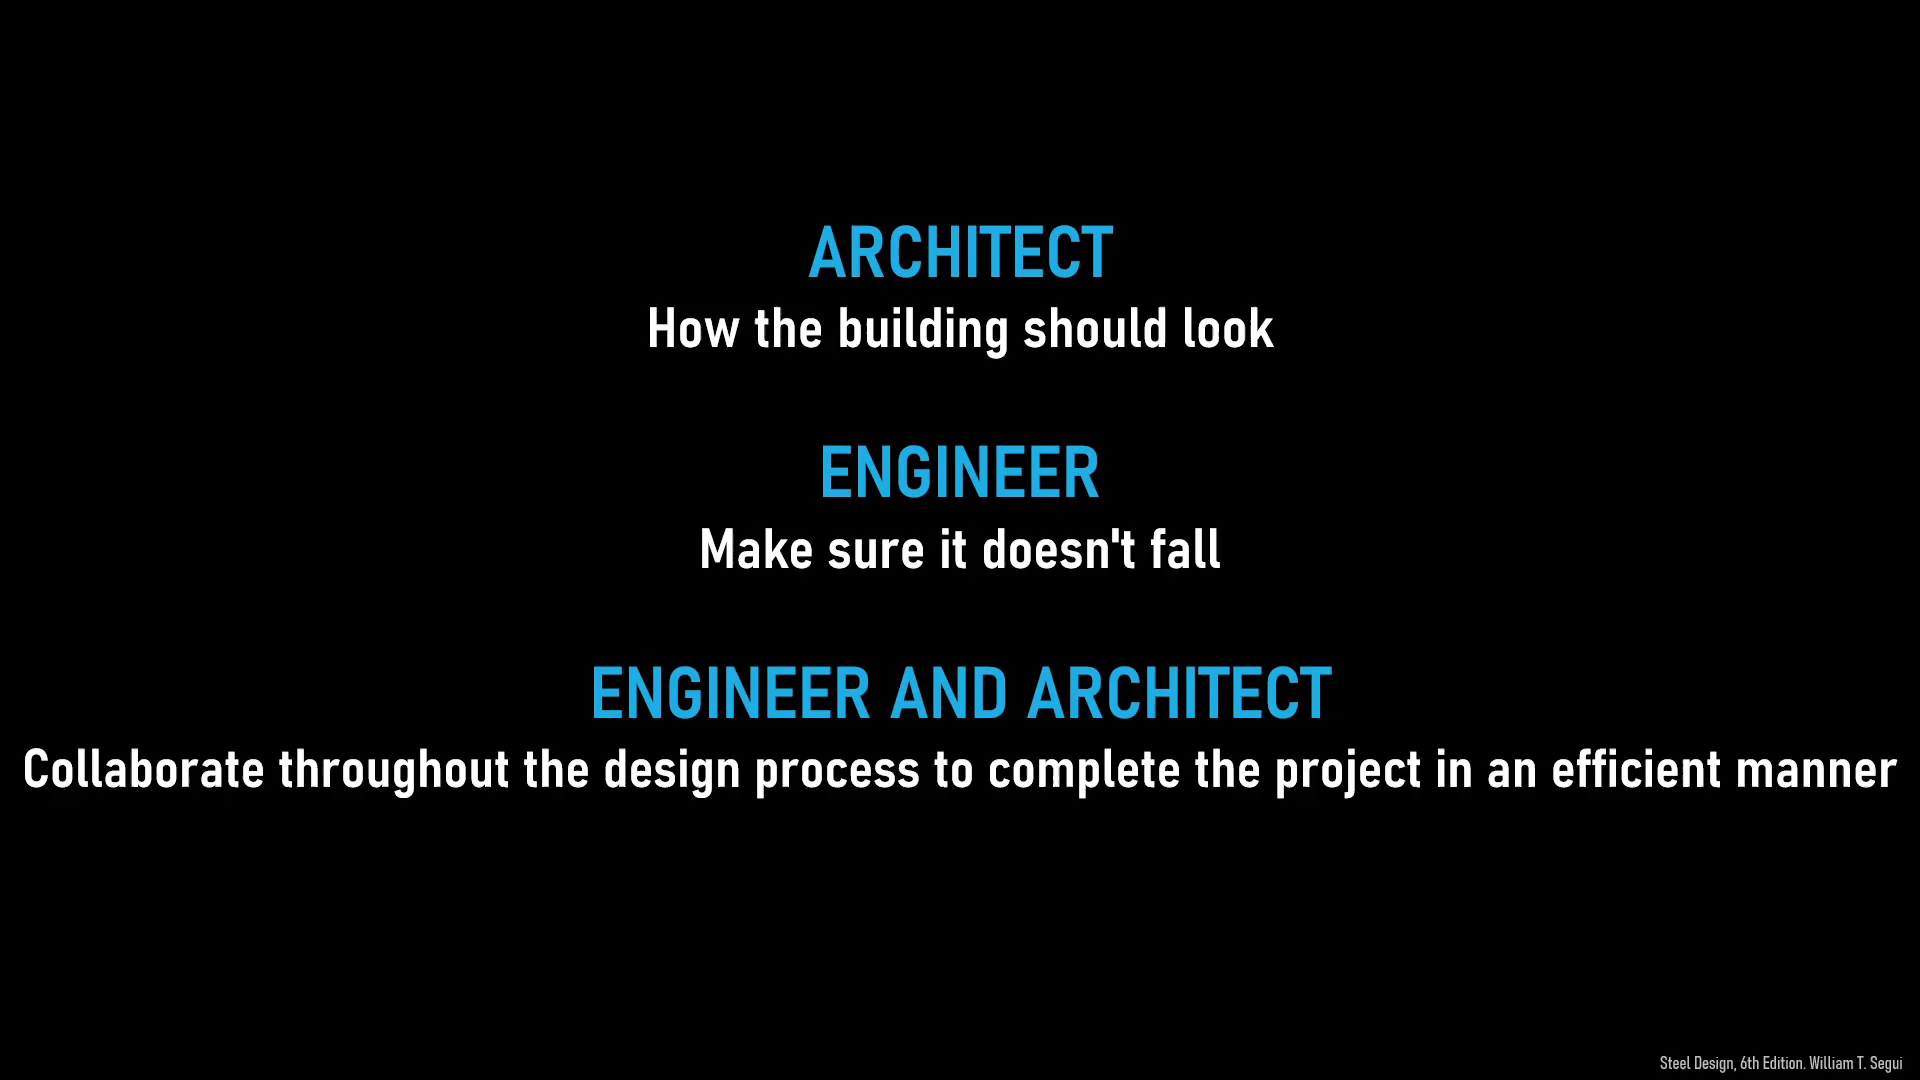 ARCHITECT
How the building should look
ENGINEER
Make sure it doesn't fall
ENGINEER AND ARCHITECT
Collaborate throughout the design process to complete the project in an efficient manner
Steel Design, 6th Edition. William T. Segui